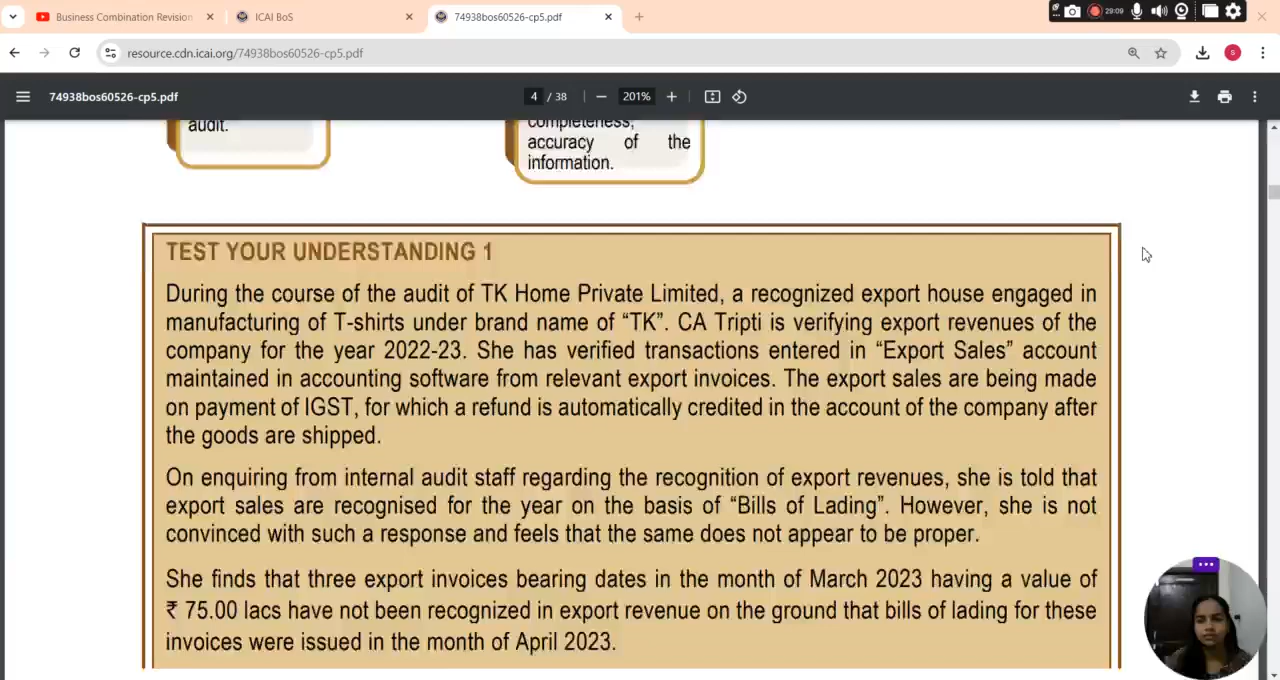 Business Combination Revision
ICAI BoS
74938bos60526-cp5.pdf
29:09
resource.cdn.icai.org/74938bos60526-cp5.pdf
S
74938bos60526-cp5.pdf
4 / 38
201%
audit.
completeness;
accuracy of the
information.
TEST YOUR UNDERSTANDING 1
During the course of the audit of TK Home Private Limited, a recognized export house engaged in
manufacturing of T-shirts under brand name of “TK”. CA Tripti is verifying export revenues of the
company for the year 2022-23. She has verified transactions entered in “Export Sales” account
maintained in accounting software from relevant export invoices. The export sales are being made
on payment of IGST, for which a refund is automatically credited in the account of the company after
the goods are shipped.
On enquiring from internal audit staff regarding the recognition of export revenues, she is told that
export sales are recognised for the year on the basis of “Bills of Lading”. However, she is not
convinced with such a response and feels that the same does not appear to be proper.
She finds that three export invoices bearing dates in the month of March 2023 having a value of
₹ 75.00 lacs have not been recognized in export revenue on the ground that bills of lading for these
invoices were issued in the month of April 2023.